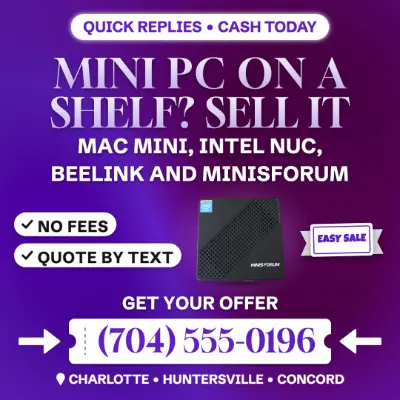 QUICK REPLIES • CASH TODAY
MINI PC ON A
SHELF? SELL IT
MAC MINI, INTEL NUC,
BEELINK AND MINISFORUM
NO FEES
QUOTE BY TEXT
MINISFORUM
EASY SALE
GET YOUR OFFER
(704) 555-0196
CHARLOTTE • HUNTERSVILLE • CONCORD